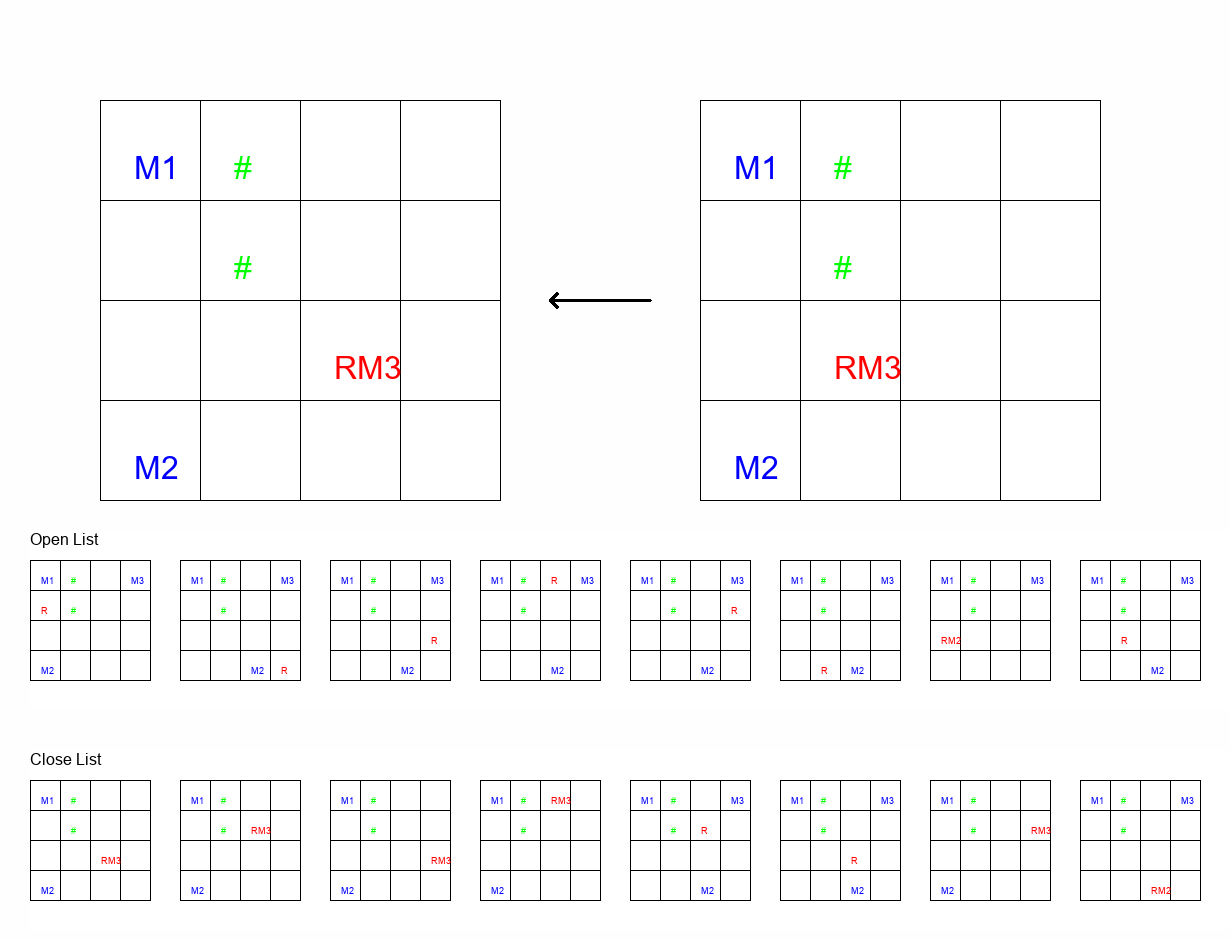 M1 # M1 #
# #
RM3 RM3
M2 M2
Open List
M1 # M3 M1 # M3 M1 # M3 M1 # R M3 M1 # M3 M1 # M3 M1 # M3 M1 # M3
R # # # # # R # # #
R RM2 R
M2 M2 R M2 M2 M2 R M2 M2
Close List
M1 # M1 # M1 # M1 # RM3 M1 # M3 M1 # M3 M1 # M1 # M3
# # RM3 # # # R # # RM3 #
RM3 RM3 R
M2 M2 M2 M2 M2 M2 M2 RM2